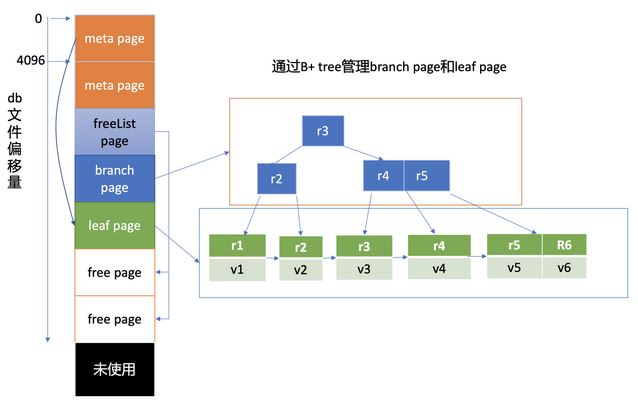 0
4096
db
文件偏移量
meta page
meta page
freeList
page
branch
page
leaf page
free page
free page
未使用
通过B+ tree管理branch page和leaf page
r3
r2
r4 r5
r1 r2 r3 r4 r5 R6
v1 v2 v3 v4 v5 v6